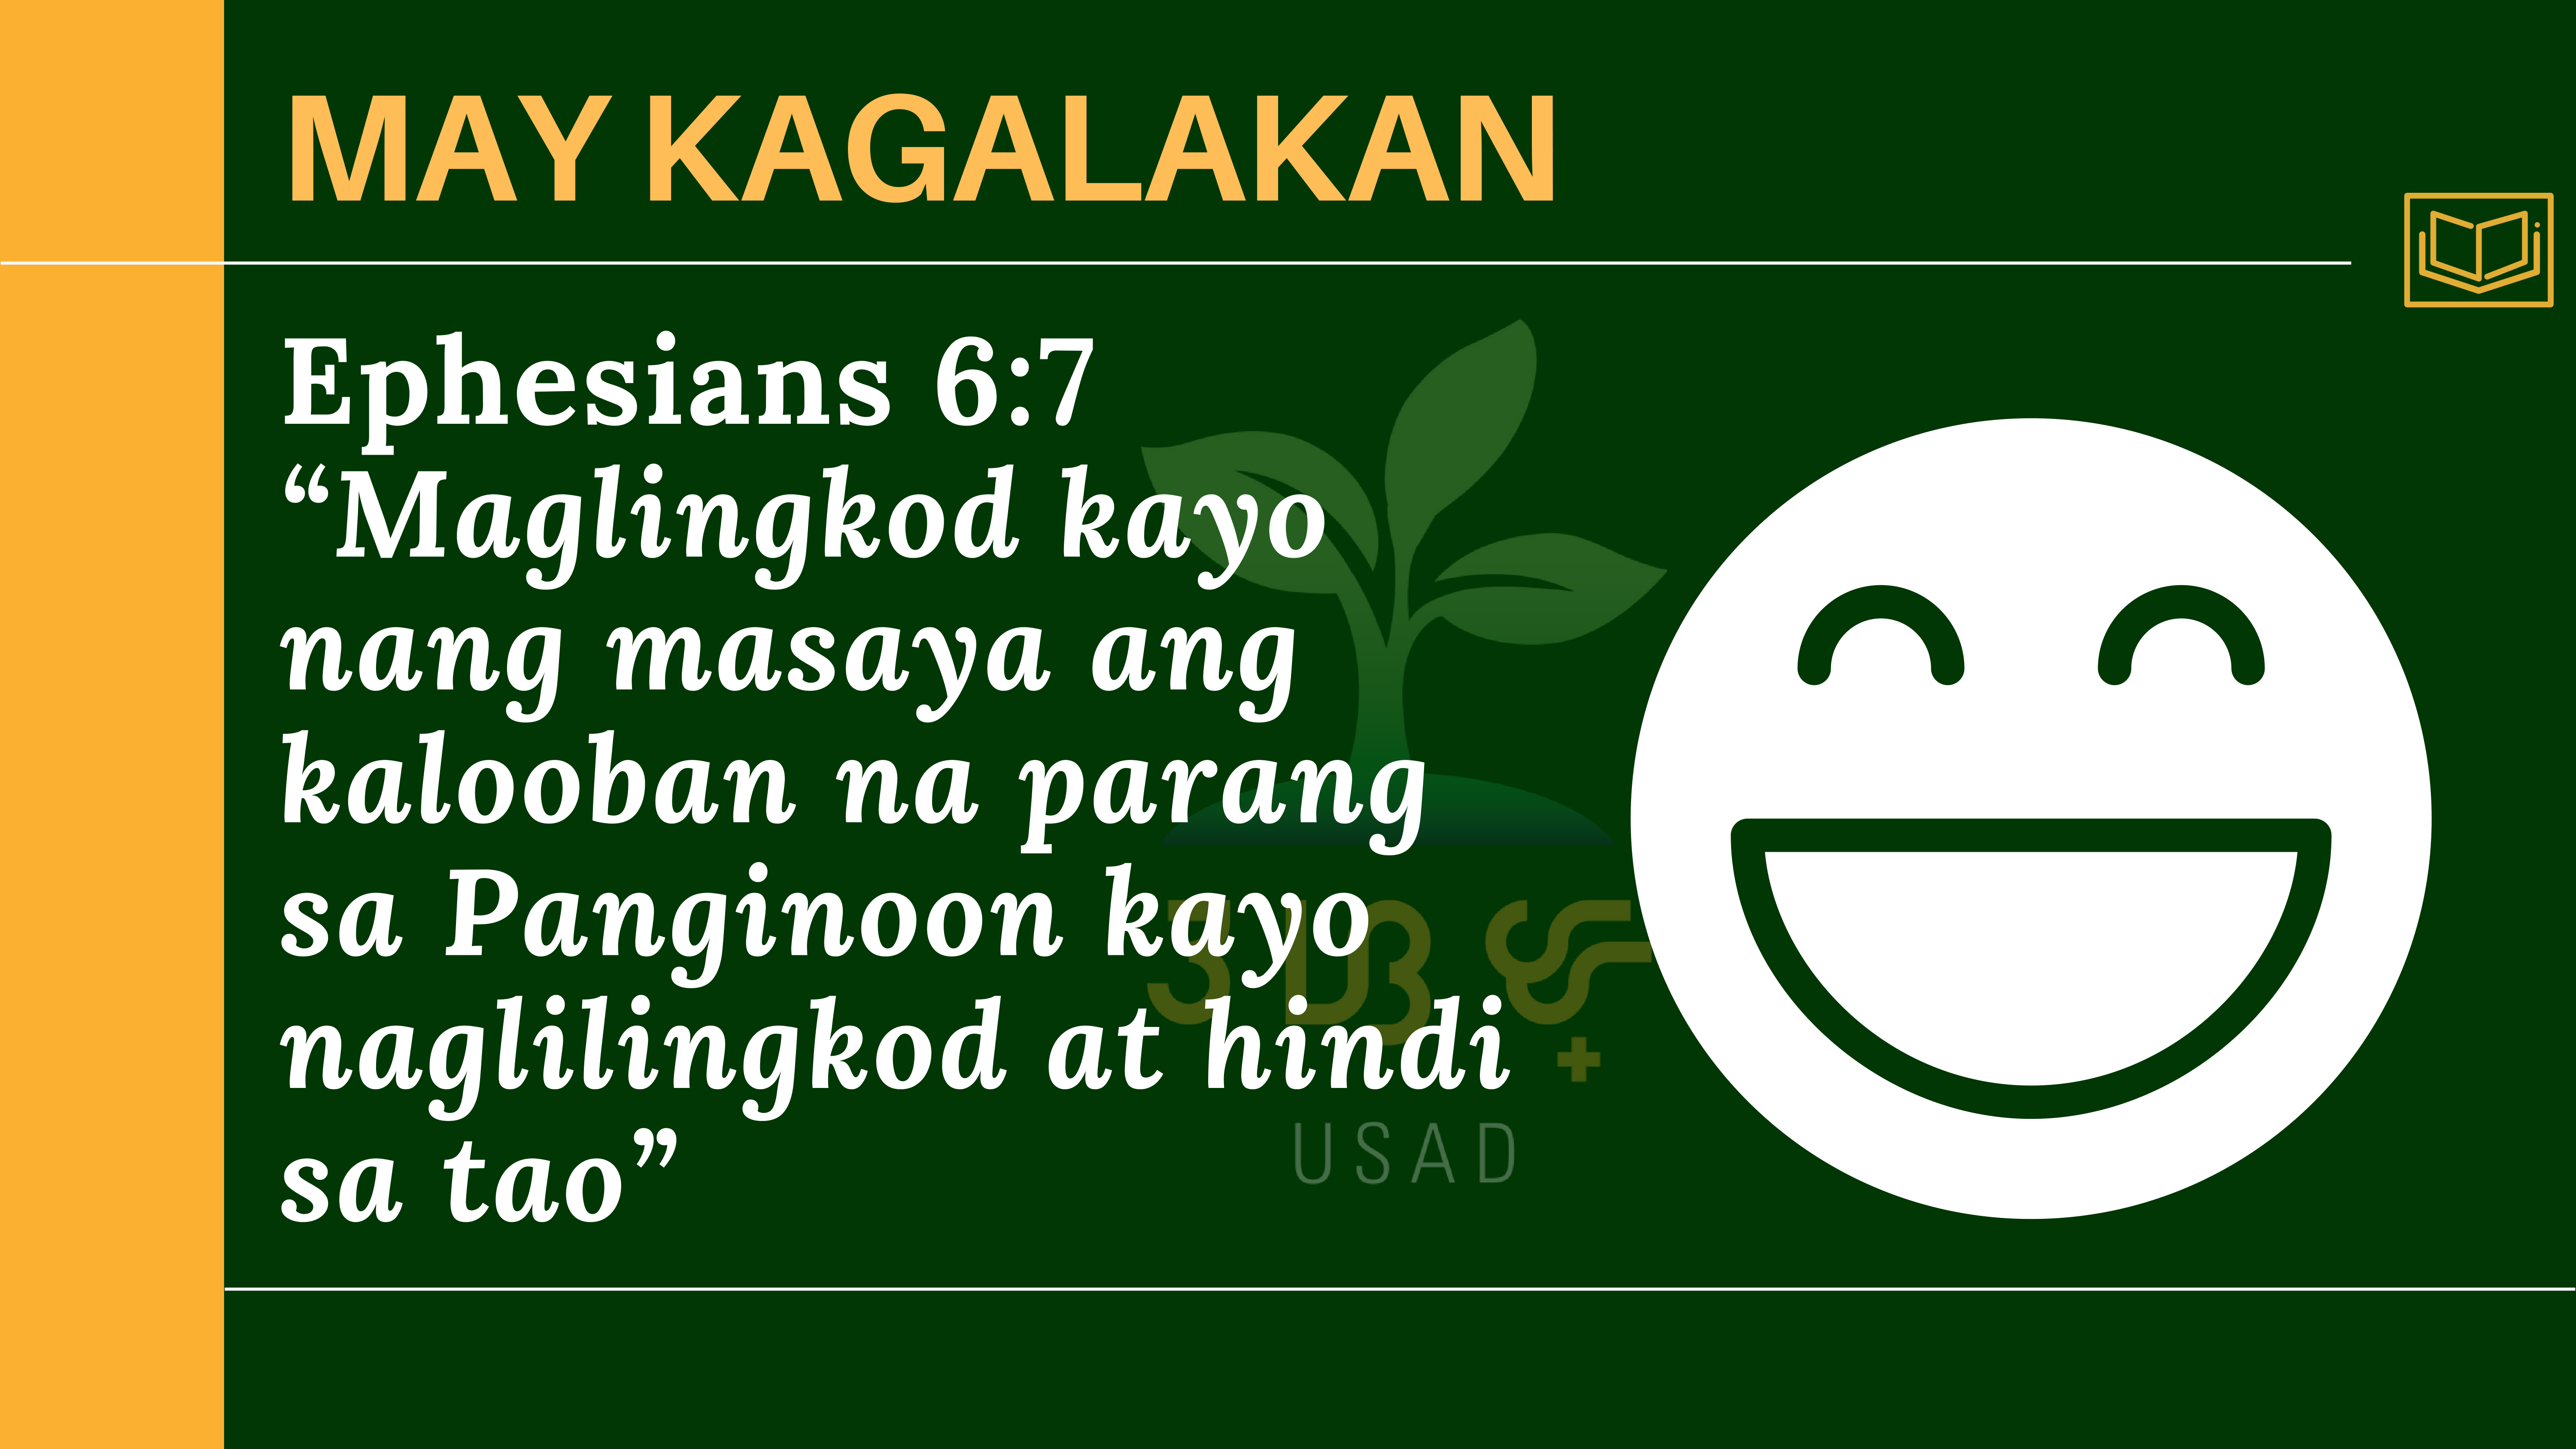 MAY KAGALAKAN
Ephesians 6:7
“Maglingkod kayo
nang masaya ang
kalooban na parang
sa Panginoon kayo
naglilingkod at hindi
sa tao”
USAD